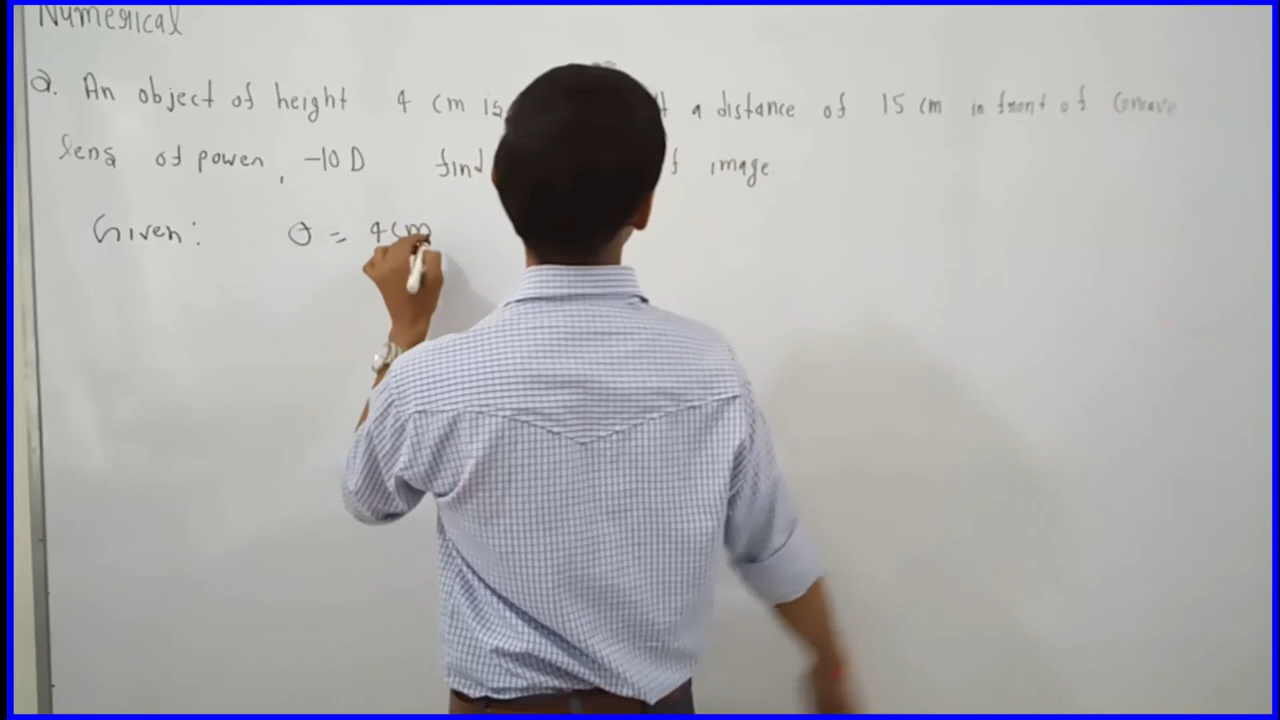 Numerical
Q. An object of height 4 cm is a distance of 15 cm in front of concave
lens of power, -10 D find image.
Given: O = 4 cm